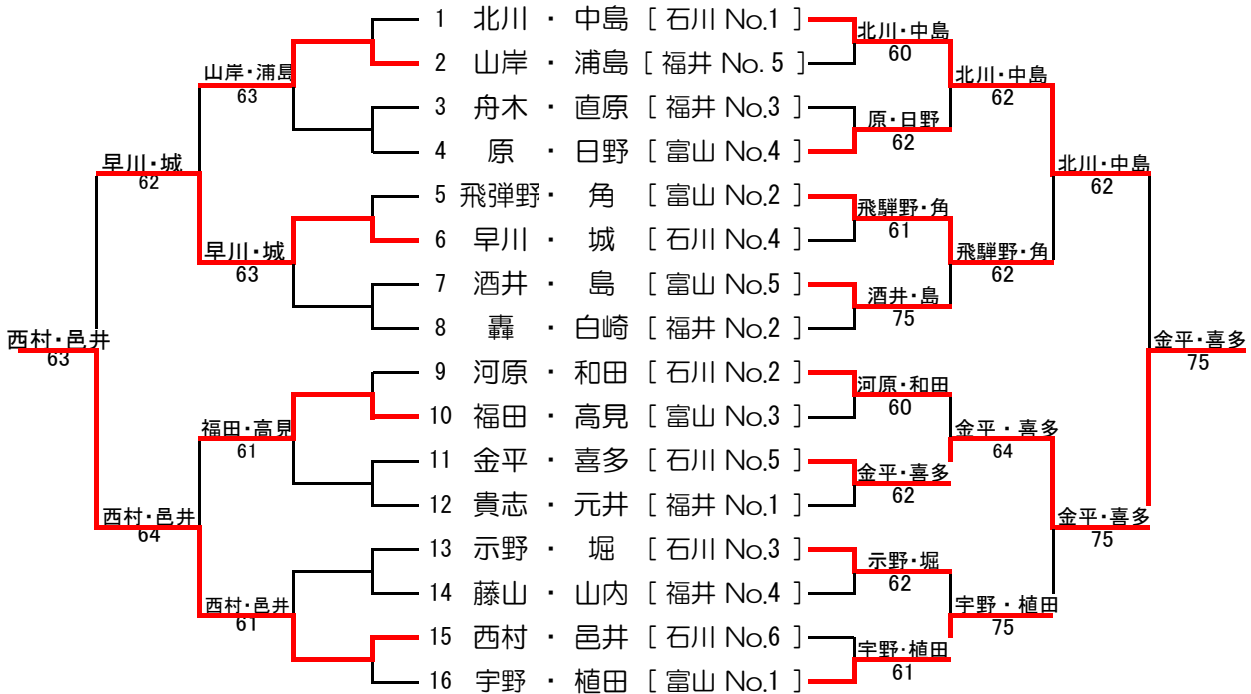 1 北川 ・ 中島 [ 石川 No.1 ]
2 山岸 ・ 浦島 [ 福井 No. 5 ]
3 舟木 ・ 直原 [ 福井 No.3 ]
4 原 ・ 日野 [ 富山 No.4 ]
5 飛弾野・ 角 [ 富山 No.2 ]
6 早川 ・ 城 [ 石川 No.4 ]
7 酒井 ・ 島 [ 富山 No.5 ]
8 轟 ・ 白崎 [ 福井 No.2 ]
9 河原 ・ 和田 [ 石川 No.2 ]
10 福田 ・ 高見 [ 富山 No.3 ]
11 金平 ・ 喜多 [ 石川 No.5 ]
12 貴志 ・ 元井 [ 福井 No.1 ]
13 示野 ・ 堀 [ 石川 No.3 ]
14 藤山 ・ 山内 [ 福井 No.4 ]
15 西村 ・ 邑井 [ 石川 No.6 ]
16 宇野 ・ 植田 [ 富山 No.1 ]
山岸・浦島
63
早川・城
63
福田・高見
61
西村・邑井
61
早川・城
62
西村・邑井
64
西村・邑井
63
北川・中島
60
原・日野
62
飛騨野・角
61
酒井・島
75
河原・和田
60
金平・喜多
62
示野・堀
62
宇野・植田
61
北川・中島
62
飛騨野・角
62
金平・喜多
64
宇野・植田
75
北川・中島
62
金平・喜多
75
金平・喜多
75